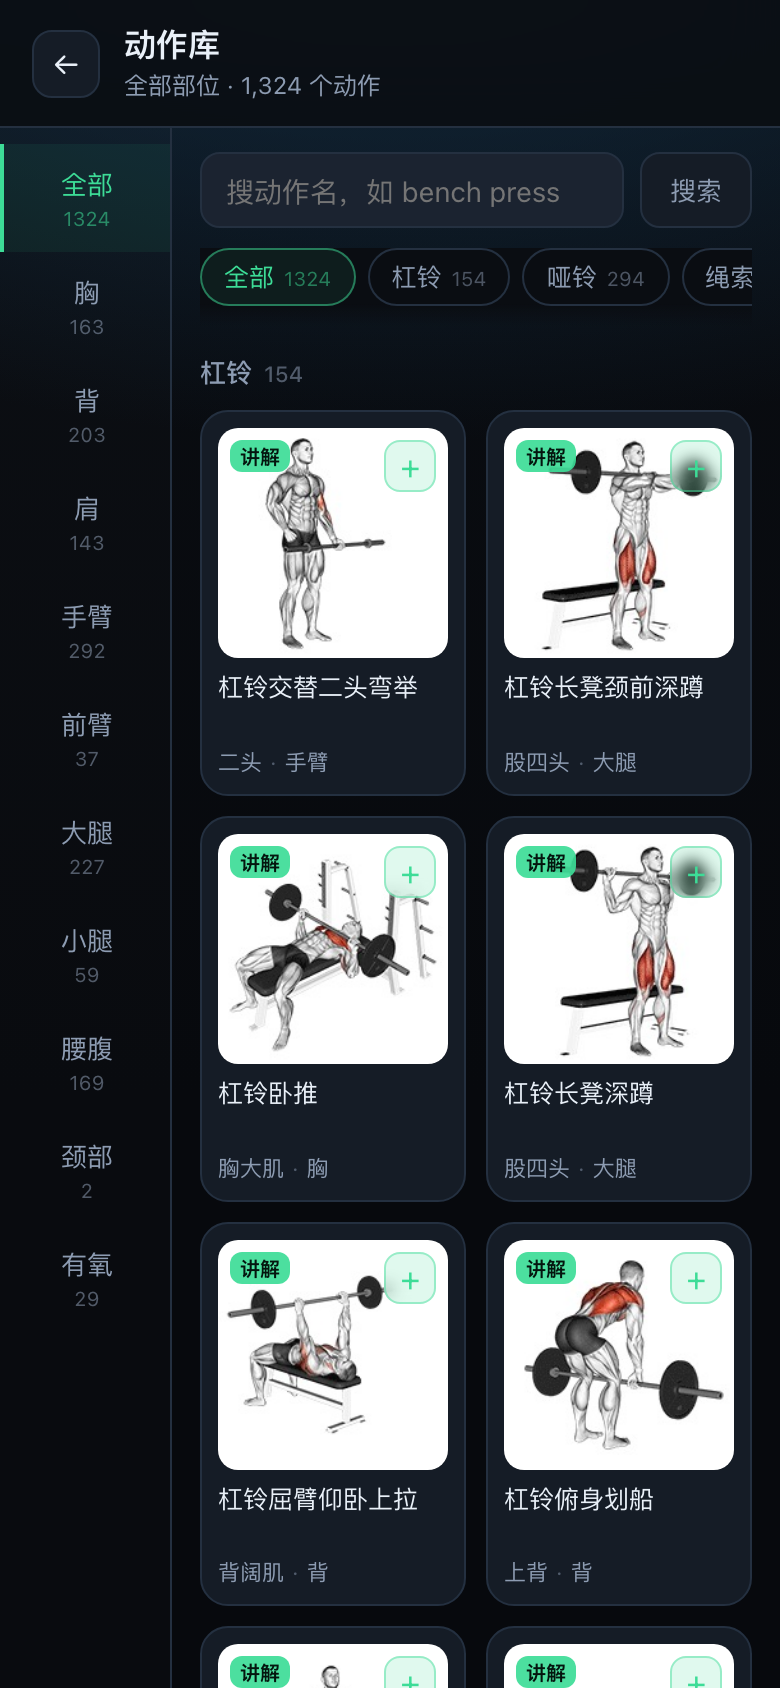 动作库
全部部位 · 1,324 个动作
全部
1324
胸
163
背
203
肩
143
手臂
292
前臂
37
大腿
227
小腿
59
腰腹
169
颈部
2
有氧
29
搜动作名，如 bench press
搜索
全部 1324
杠铃 154
哑铃 294
绳索
杠铃 154
讲解
+
杠铃交替二头弯举
二头 · 手臂
讲解
+
杠铃长凳颈前深蹲
股四头 · 大腿
讲解
+
杠铃卧推
胸大肌 · 胸
讲解
+
杠铃长凳深蹲
股四头 · 大腿
讲解
+
杠铃屈臂仰卧上拉
背阔肌 · 背
讲解
+
杠铃俯身划船
上背 · 背
讲解
+
讲解
+